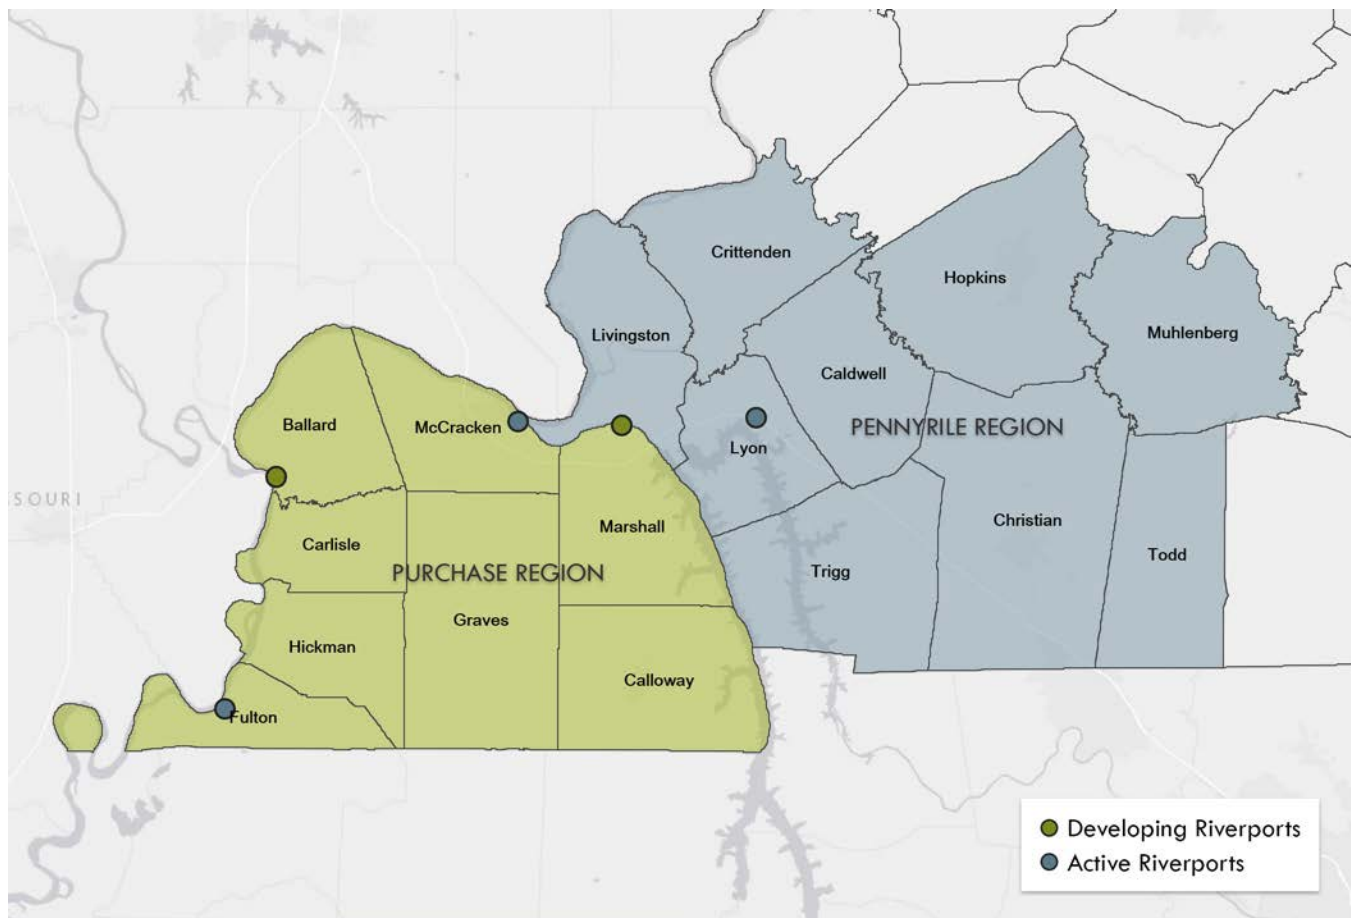 Crittenden
Hopkins
Livingston
Muhlenberg
Caldwell
Ballard
McCracken
PENNYRILE REGION
Lyon
SOURI
Marshall
Christian
Carlisle
Todd
PURCHASE REGION
Trigg
Graves
Hickman
Calloway
Fulton
Developing Riverports
Active Riverports